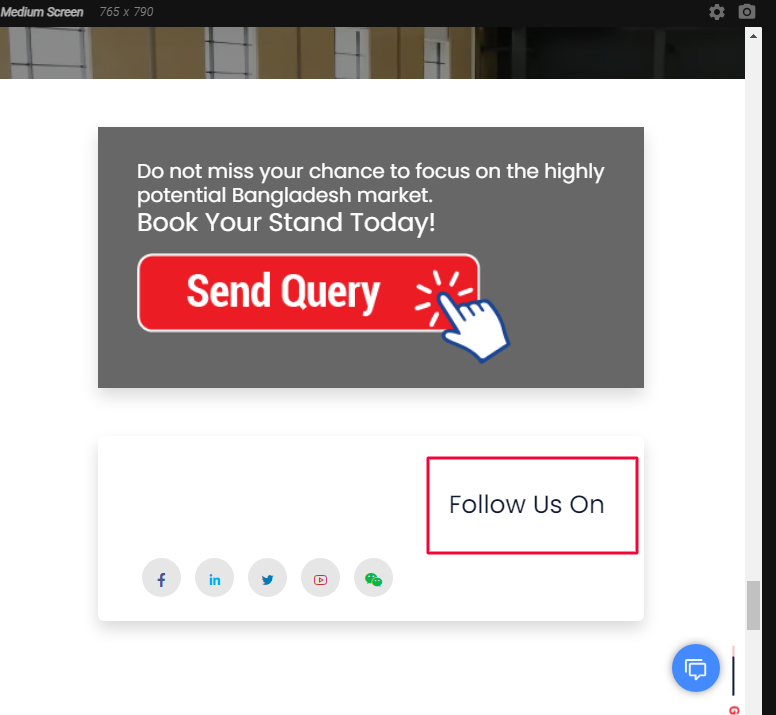 Medium Screen 765 x 790
Do not miss your chance to focus on the highly
potential Bangladesh market.
Book Your Stand Today!
Send Query
Follow Us On
f
in
G